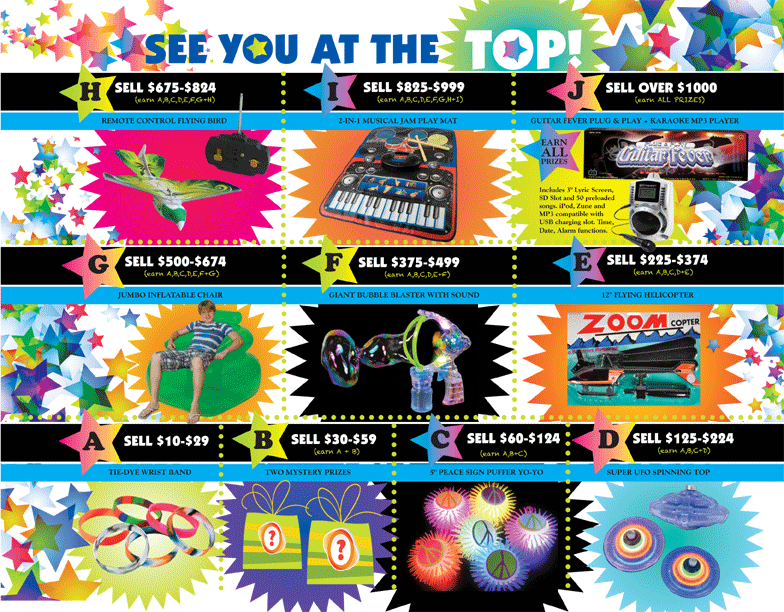 SEE YOU AT THE TOP!
H SELL $675-$824
(earn A,B,C,D,E,F,G+H)
REMOTE CONTROL FLYING BIRD
I SELL $825-$999
(earn A,B,C,D,E,F,G,H+I)
2-IN-1 MUSICAL JAM PLAY MAT
J SELL OVER $1000
(earn ALL PRIZES)
GUITAR FEVER PLUG & PLAY + KARAOKE MP3 PLAYER
EARN
ALL
PRIZES
Guitar Fever
Includes 3" Lyric Screen,
SD Slot and 50 preloaded
songs. iPod, Zune and
MP3 compatible with
USB charging slot. Time,
Date, Alarm functions.
G SELL $500-$674
(earn A,B,C,D,E,F+G)
JUMBO INFLATABLE CHAIR
F SELL $375-$499
(earn A,B,C,D,E+F)
GIANT BUBBLE BLASTER WITH SOUND
E SELL $225-$374
(earn A,B,C,D+E)
12" FLYING HELICOPTER
ZOOM COPTER
A SELL $10-$29
TIE-DYE WRIST BAND
B SELL $30-$59
(earn A + B)
TWO MYSTERY PRIZES
? ?
C SELL $60-$124
(earn A,B+C)
5" PEACE SIGN PUFFER YO-YO
D SELL $125-$224
(earn A,B,C+D)
SUPER UFO SPINNING TOP